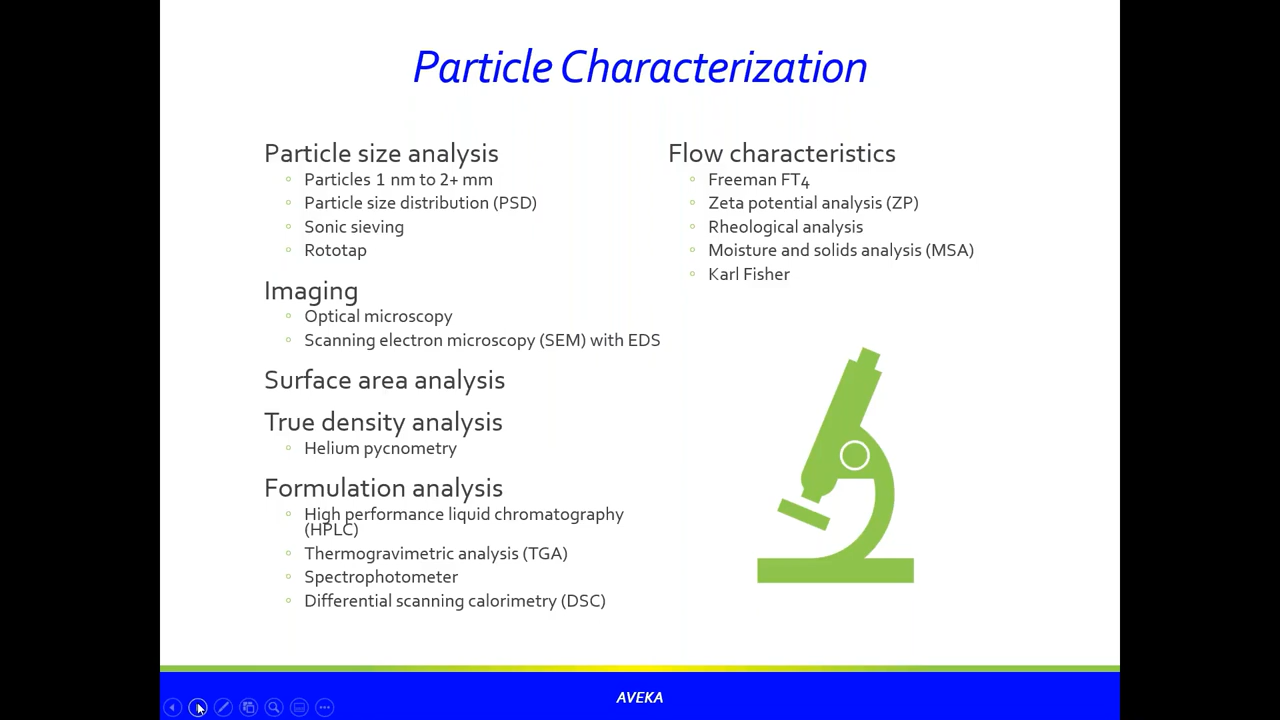 Particle Characterization
Particle size analysis
Particles 1 nm to 2+ mm
Particle size distribution (PSD)
Sonic sieving
Rototap
Imaging
Optical microscopy
Scanning electron microscopy (SEM) with EDS
Surface area analysis
True density analysis
Helium pycnometry
Formulation analysis
High performance liquid chromatography
(HPLC)
Thermogravimetric analysis (TGA)
Spectrophotometer
Differential scanning calorimetry (DSC)
Flow characteristics
Freeman FT4
Zeta potential analysis (ZP)
Rheological analysis
Moisture and solids analysis (MSA)
Karl Fisher
AVEKA